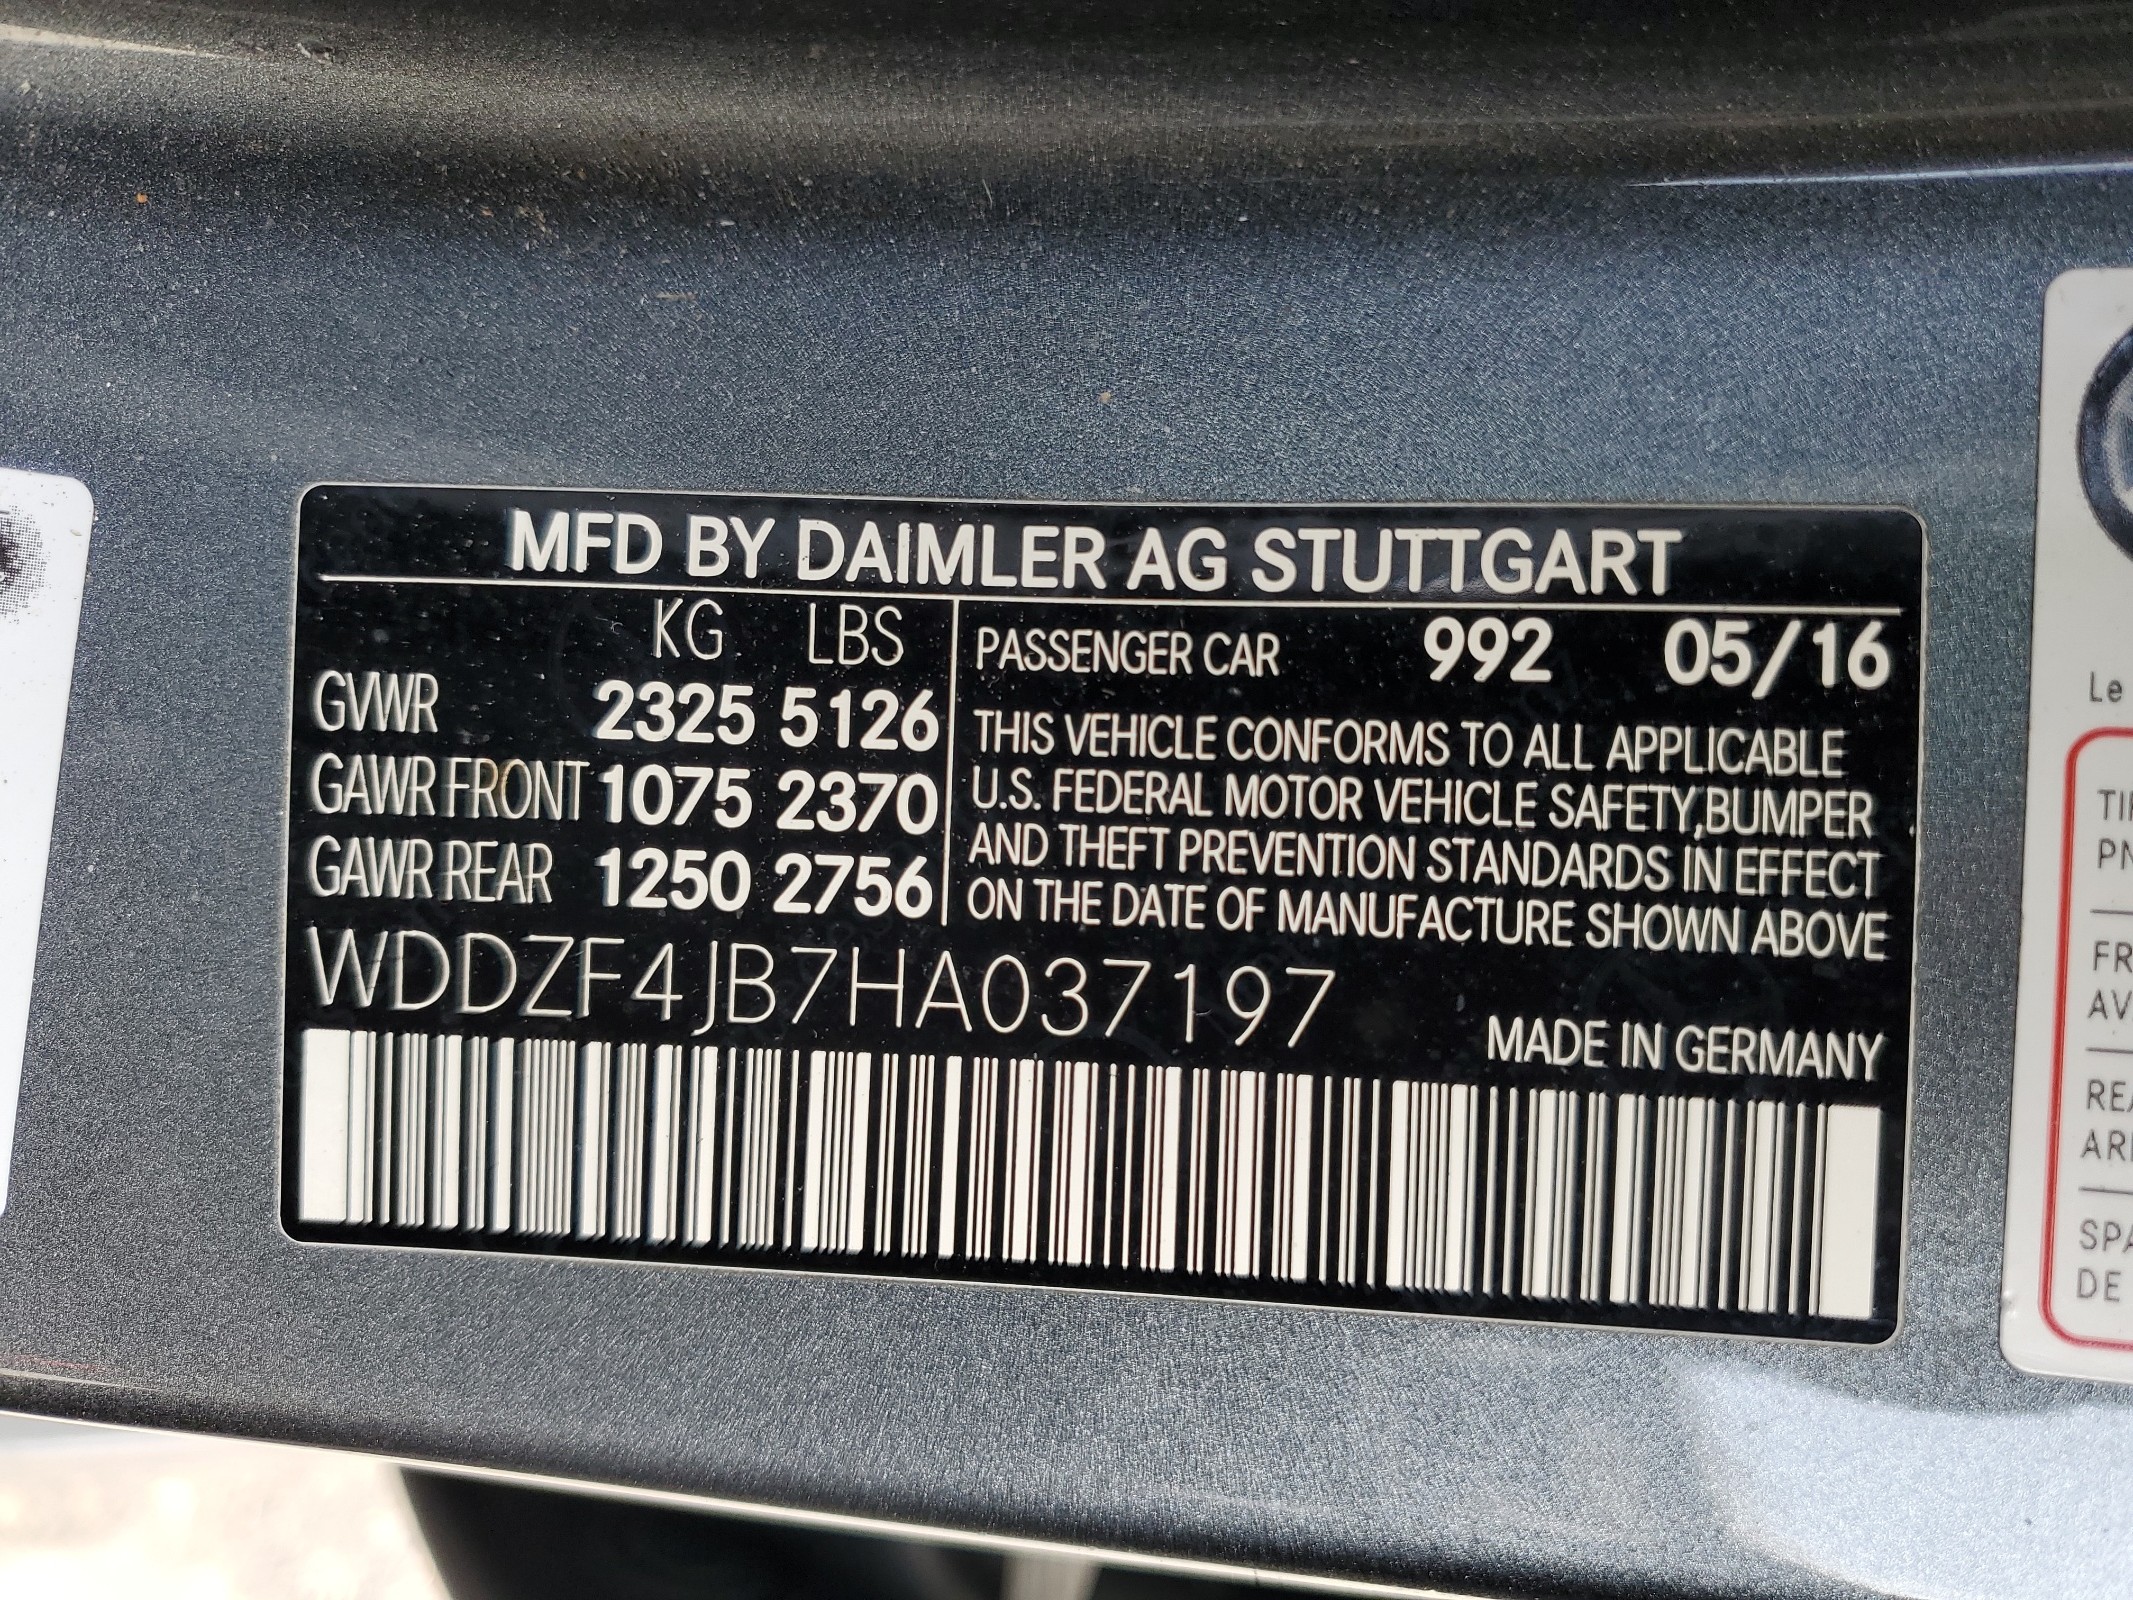 MFD BY DAIMLER AG STUTTGART
KG LBS
GVWR 2325 5126
GAWR FRONT 1075 2370
GAWR REAR 1250 2756
PASSENGER CAR 992 05/16
THIS VEHICLE CONFORMS TO ALL APPLICABLE
U.S. FEDERAL MOTOR VEHICLE SAFETY,BUMPER
AND THEFT PREVENTION STANDARDS IN EFFECT
ON THE DATE OF MANUFACTURE SHOWN ABOVE
WDDZF4JB7HA037197
MADE IN GERMANY
Le
DE